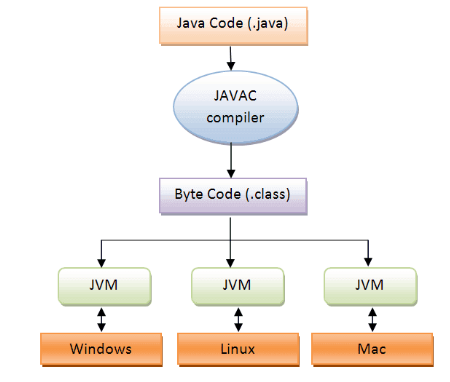 Java Code (.java)
JAVAC
compiler
Byte Code (.class)
JVM
JVM
JVM
Windows
Linux
Mac